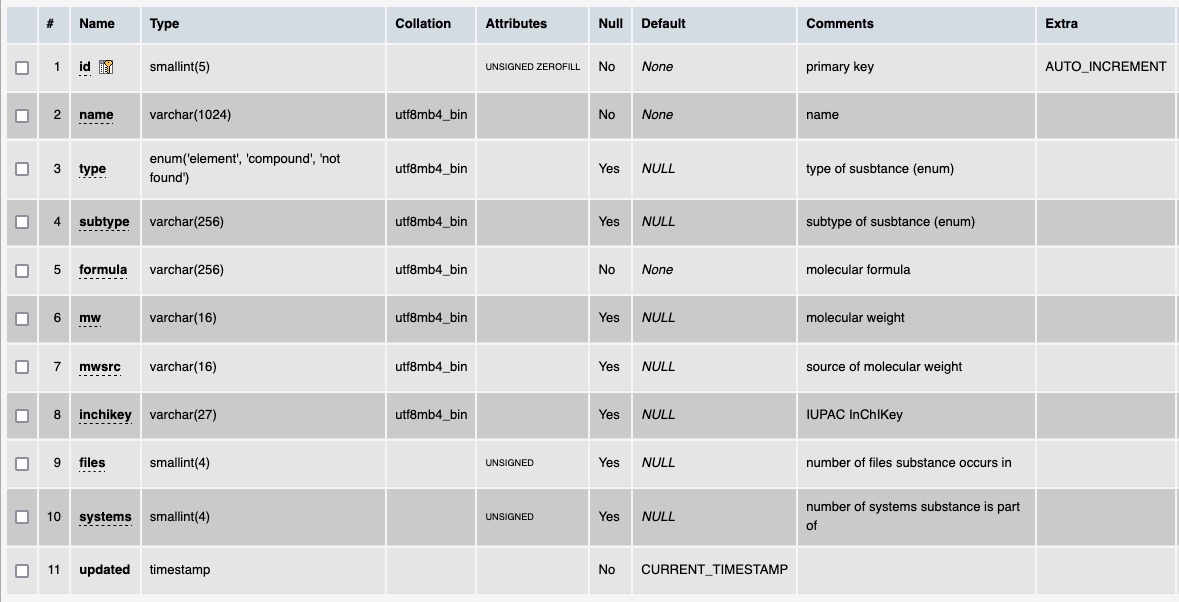 # Name Type Collation Attributes Null Default Comments Extra
1 id smallint(5) UNSIGNED ZEROFILL No None primary key AUTO_INCREMENT
2 name varchar(1024) utf8mb4_bin No None name
3 type enum('element', 'compound', 'not found') utf8mb4_bin Yes NULL type of susbtance (enum)
4 subtype varchar(256) utf8mb4_bin Yes NULL subtype of susbtance (enum)
5 formula varchar(256) utf8mb4_bin No None molecular formula
6 mw varchar(16) utf8mb4_bin Yes NULL molecular weight
7 mwsrc varchar(16) utf8mb4_bin Yes NULL source of molecular weight
8 inchikey varchar(27) utf8mb4_bin Yes NULL IUPAC InChIKey
9 files smallint(4) UNSIGNED Yes NULL number of files substance occurs in
10 systems smallint(4) UNSIGNED Yes NULL number of systems substance is part of
11 updated timestamp No CURRENT_TIMESTAMP